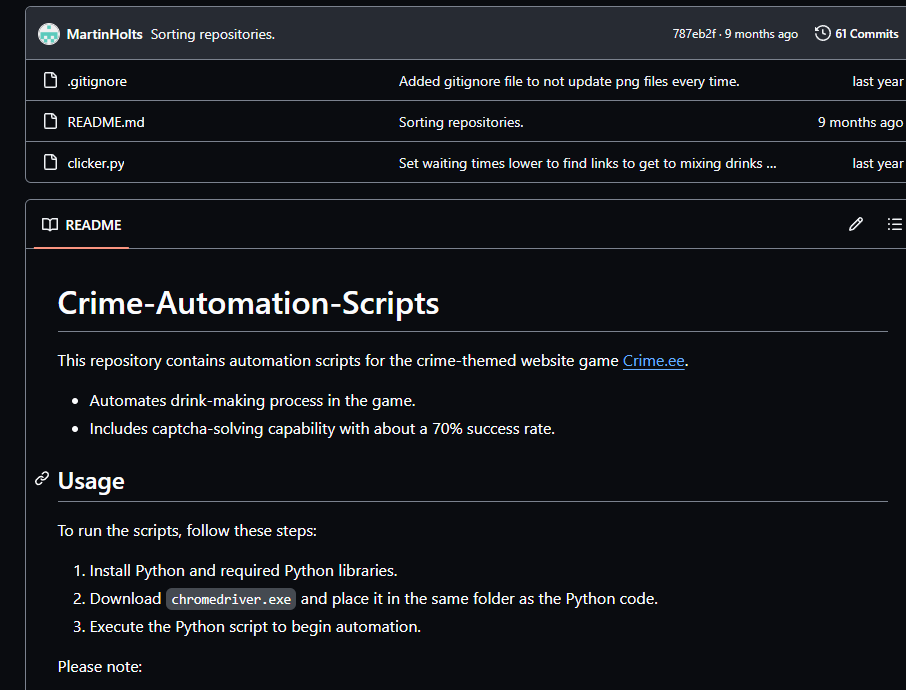 MartinHolts Sorting repositories. 787eb2f · 9 months ago 61 Commits
.gitignore Added gitignore file to not update png files every time. last year
README.md Sorting repositories. 9 months ago
clicker.py Set waiting times lower to find links to get to mixing drinks ... last year
README
Crime-Automation-Scripts
This repository contains automation scripts for the crime-themed website game Crime.ee.
• Automates drink-making process in the game.
• Includes captcha-solving capability with about a 70% success rate.
Usage
To run the scripts, follow these steps:
1. Install Python and required Python libraries.
2. Download chromedriver.exe and place it in the same folder as the Python code.
3. Execute the Python script to begin automation.
Please note: